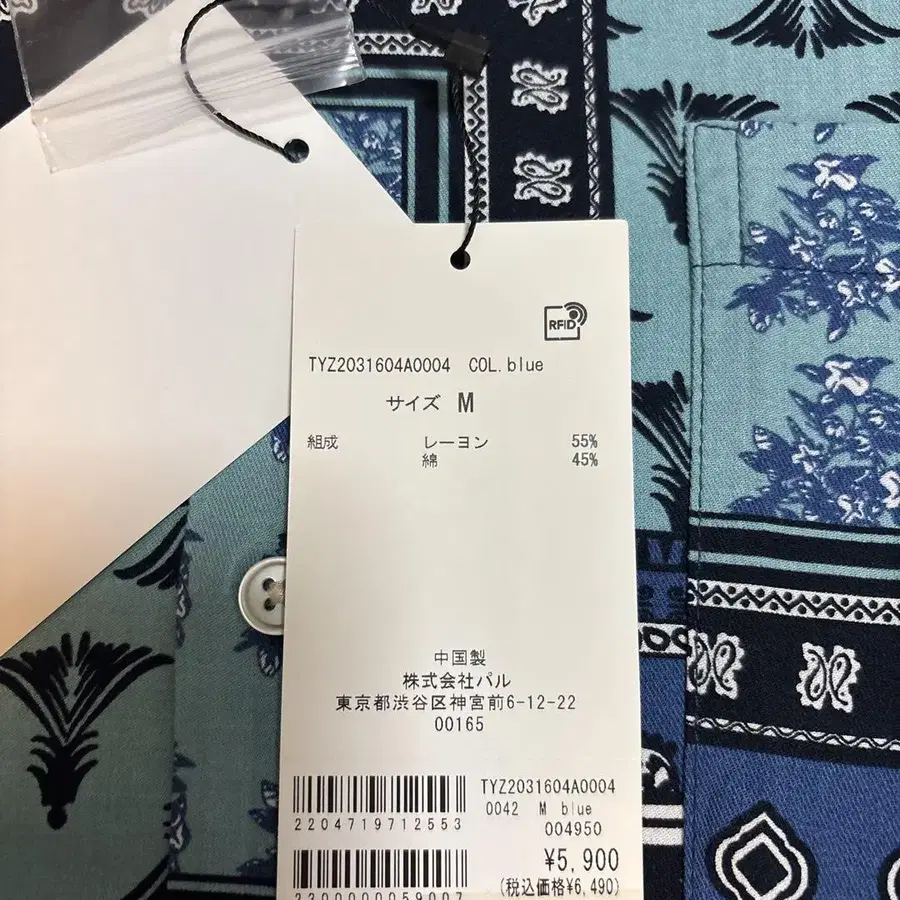 RFID
TYZ2031604A0004 COL.blue
サイズ M
組成 レーヨン 55%
綿 45%
中国製
株式会社パル
東京都渋谷区神宮前6-12-22
00165
TYZ2031604A0004
0042 M blue
2204719712553
004950
¥5,900
(税込価格¥6,490)
2300000059007